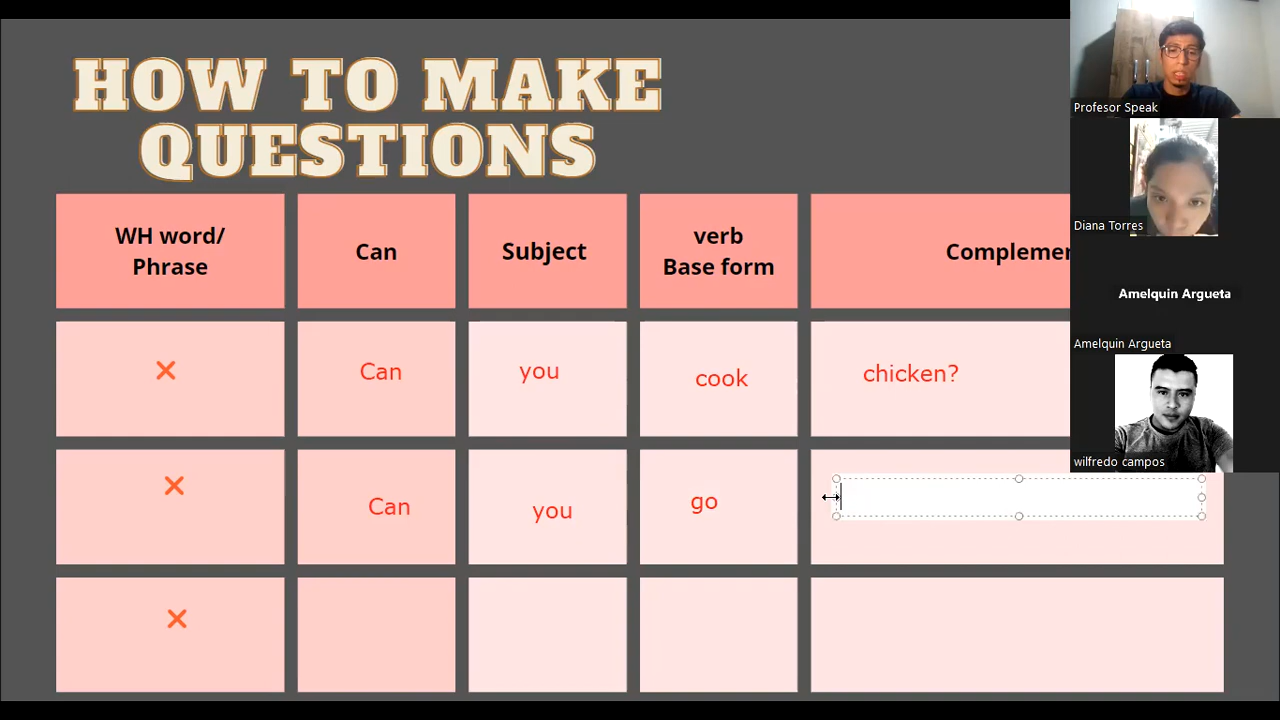 HOW TO MAKE
QUESTIONS
WH word/
Phrase
Can
Subject
verb
Base form
Complemen
Can
you
cook
chicken?
Can
you
go
Profesor Speak
Diana Torres
Amelquin Argueta
Amelquin Argueta
wilfredo campos